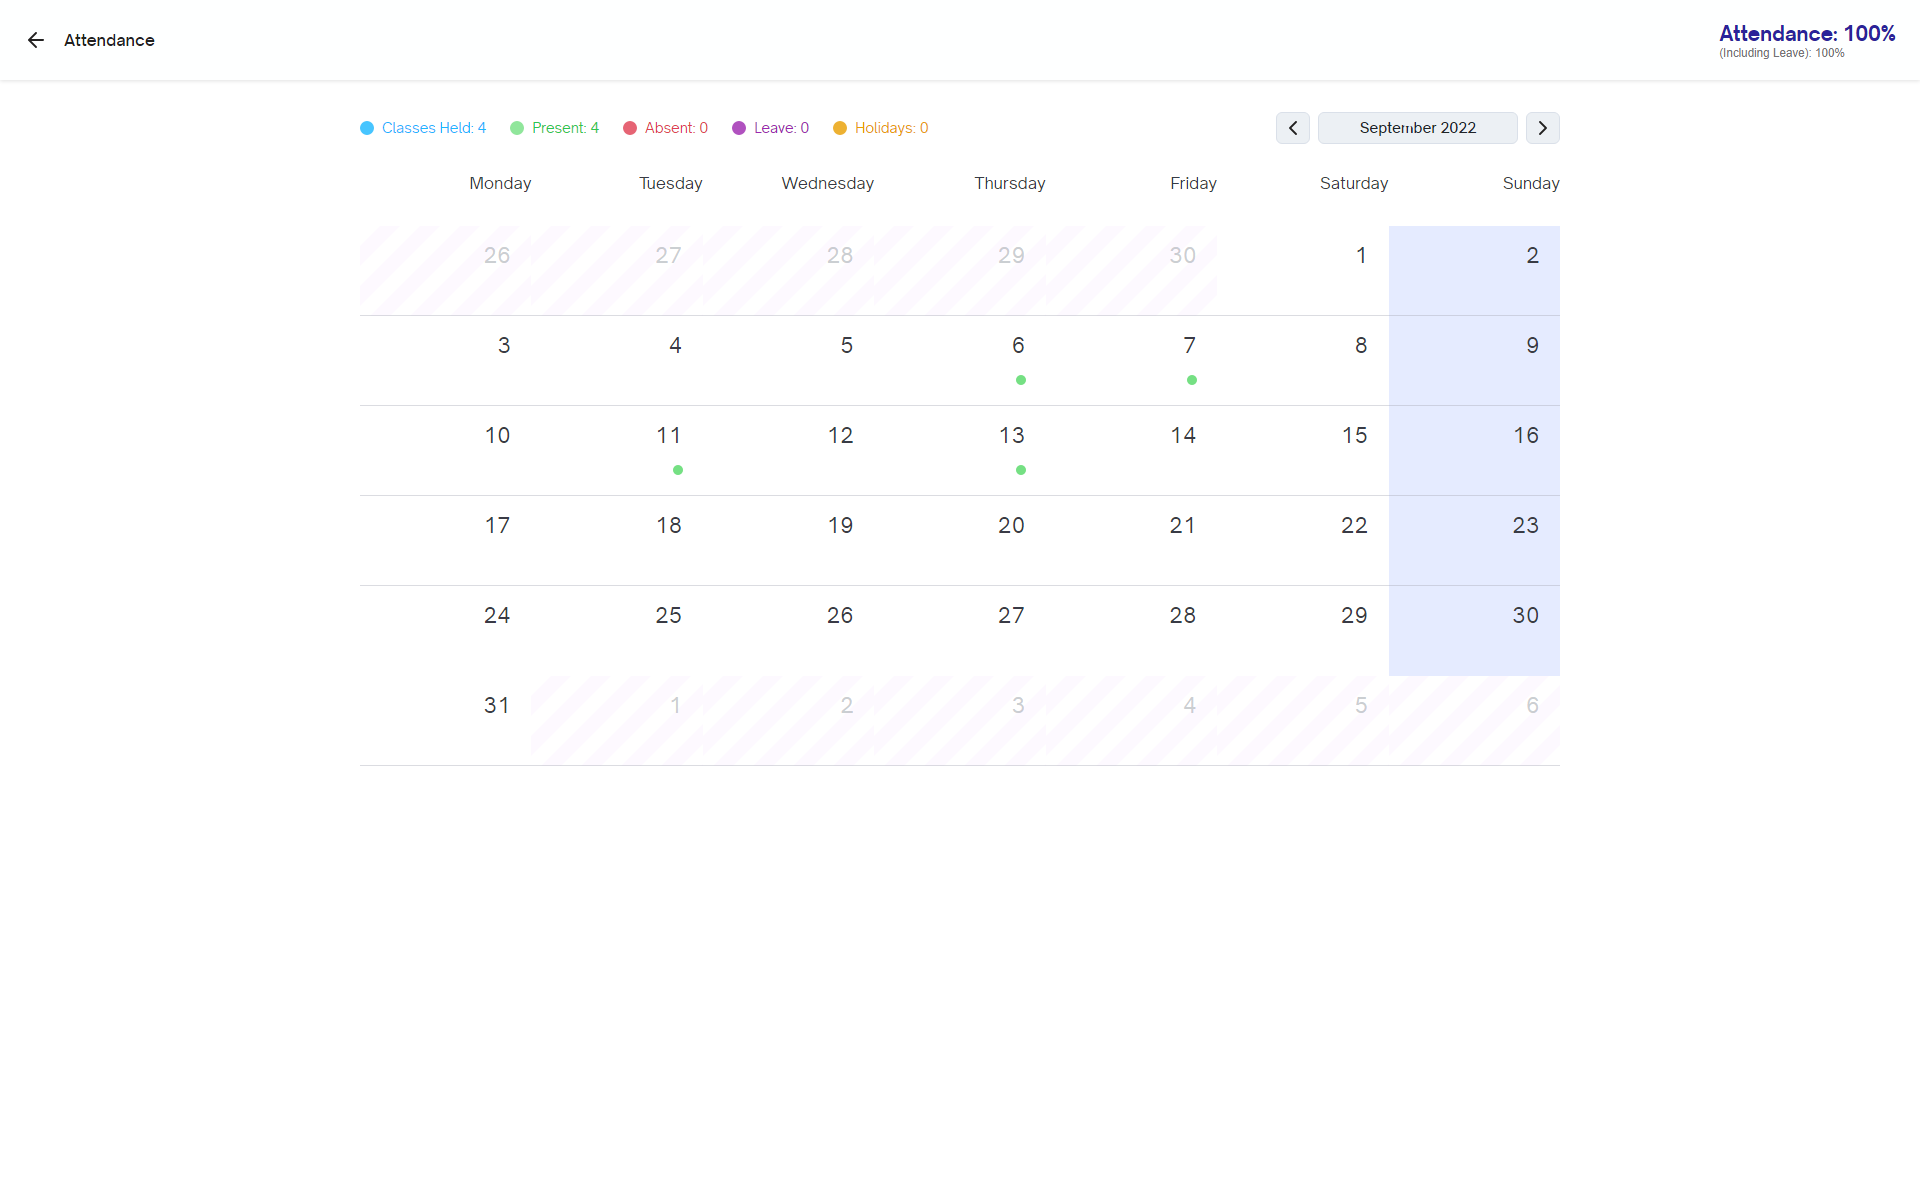 Attendance
Attendance: 100%
(Including Leave): 100%
Classes Held: 4 Present: 4 Absent: 0 Leave: 0 Holidays: 0
September 2022
Monday Tuesday Wednesday Thursday Friday Saturday Sunday
26 27 28 29 30 1 2
3 4 5 6 7 8 9
10 11 12 13 14 15 16
17 18 19 20 21 22 23
24 25 26 27 28 29 30
31 1 2 3 4 5 6